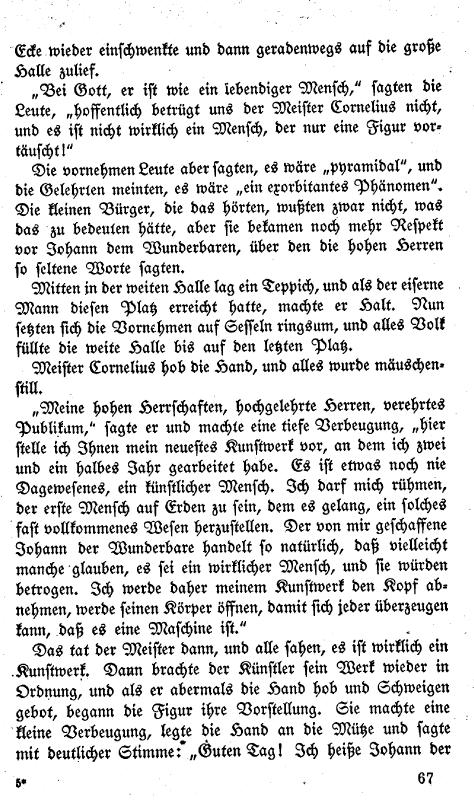 Ecke wieder einschwenkte und dann geradenwegs auf die große
Halle zulief.
„Bei Gott, er ist wie ein lebendiger Mensch,“ sagten die
Leute, „hoffentlich betrügt uns der Meister Cornelius nicht,
und es ist nicht wirklich ein Mensch, der nur eine Figur vor-
täuscht!“
Die vornehmen Leute aber sagten, es wäre „pyramidal“, und
die Gelehrten meinten, es wäre „ein exorbitantes Phänomen“.
Die kleinen Bürger, die das hörten, wußten zwar nicht, was
das zu bedeuten hätte, aber sie bekamen noch mehr Respekt
vor Johann dem Wunderbaren, über den die hohen Herren
so seltene Worte sagten.
Mitten in der weiten Halle lag ein Teppich, und als der eiserne
Mann diesen Platz erreicht hatte, machte er Halt. Nun
setzten sich die Vornehmen auf Sesseln ringsum, und alles Volk
füllte die weite Halle bis auf den letzten Platz.
Meister Cornelius hob die Hand, und alles wurde mäuschen-
still.
„Meine hohen Herrschaften, hochgelehrte Herren, verehrtes
Publikum,“ sagte er und machte eine tiefe Verbeugung, „hier
stelle ich Ihnen mein neuestes Kunstwerk vor, an dem ich zwei
und ein halbes Jahr gearbeitet habe. Es ist etwas noch nie
Dagewesenes, ein künstlicher Mensch. Ich darf mich rühmen,
der erste Mensch auf Erden zu sein, dem es gelang, ein solches
fast vollkommenes Wesen herzustellen. Der von mir geschaffene
Johann der Wunderbare handelt so natürlich, daß vielleicht
manche glauben, es sei ein wirklicher Mensch, und sie würden
betrogen. Ich werde daher meinem Kunstwerk den Kopf ab-
nehmen, werde seinen Körper öffnen, damit sich jeder überzeugen
kann, daß es eine Maschine ist.“
Das tat der Meister dann, und alle sahen, es ist wirklich ein
Kunstwerk. Dann brachte der Künstler sein Werk wieder in
Ordnung, und als er abermals die Hand hob und Schweigen
gebot, begann die Figur ihre Vorstellung. Sie machte eine
kleine Verbeugung, legte die Hand an die Mütze und sagte
mit deutlicher Stimme: „Guten Tag! Ich heiße Johann der
5* 67